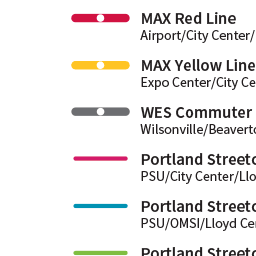 MAX Red Line
Airport/City Center/
MAX Yellow Line
Expo Center/City Ce
WES Commuter
Wilsonville/Beaverto
Portland Streetc
PSU/City Center/Llo
Portland Streetc
PSU/OMSI/Lloyd Cen
Portland Streetc